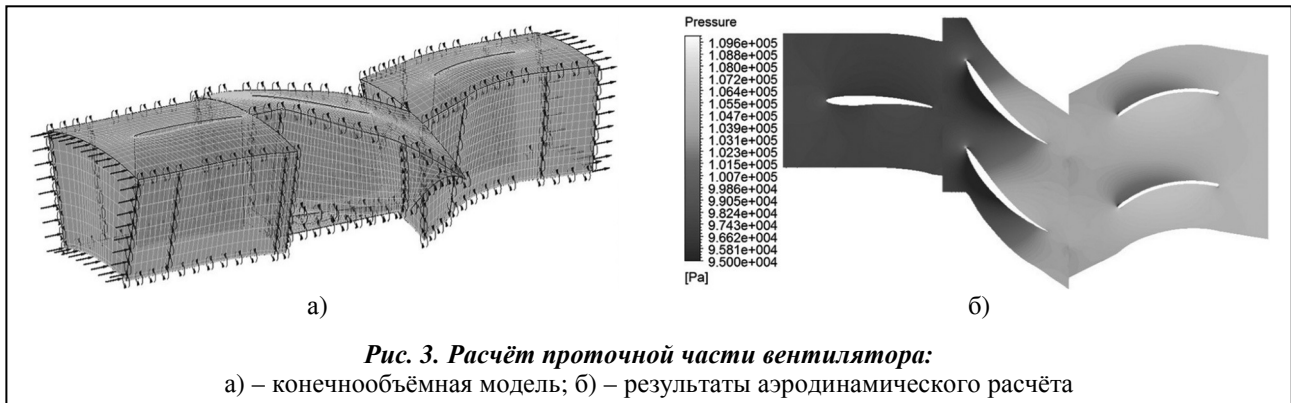 Pressure
1.096e+005
1.088e+005
1.080e+005
1.072e+005
1.064e+005
1.055e+005
1.047e+005
1.039e+005
1.031e+005
1.023e+005
1.015e+005
1.007e+005
9.986e+004
9.905e+004
9.824e+004
9.743e+004
9.662e+004
9.581e+004
9.500e+004
[Pa]
а)
б)
Рис. 3. Расчёт проточной части вентилятора:
а) – конечнообъёмная модель; б) – результаты аэродинамического расчёта